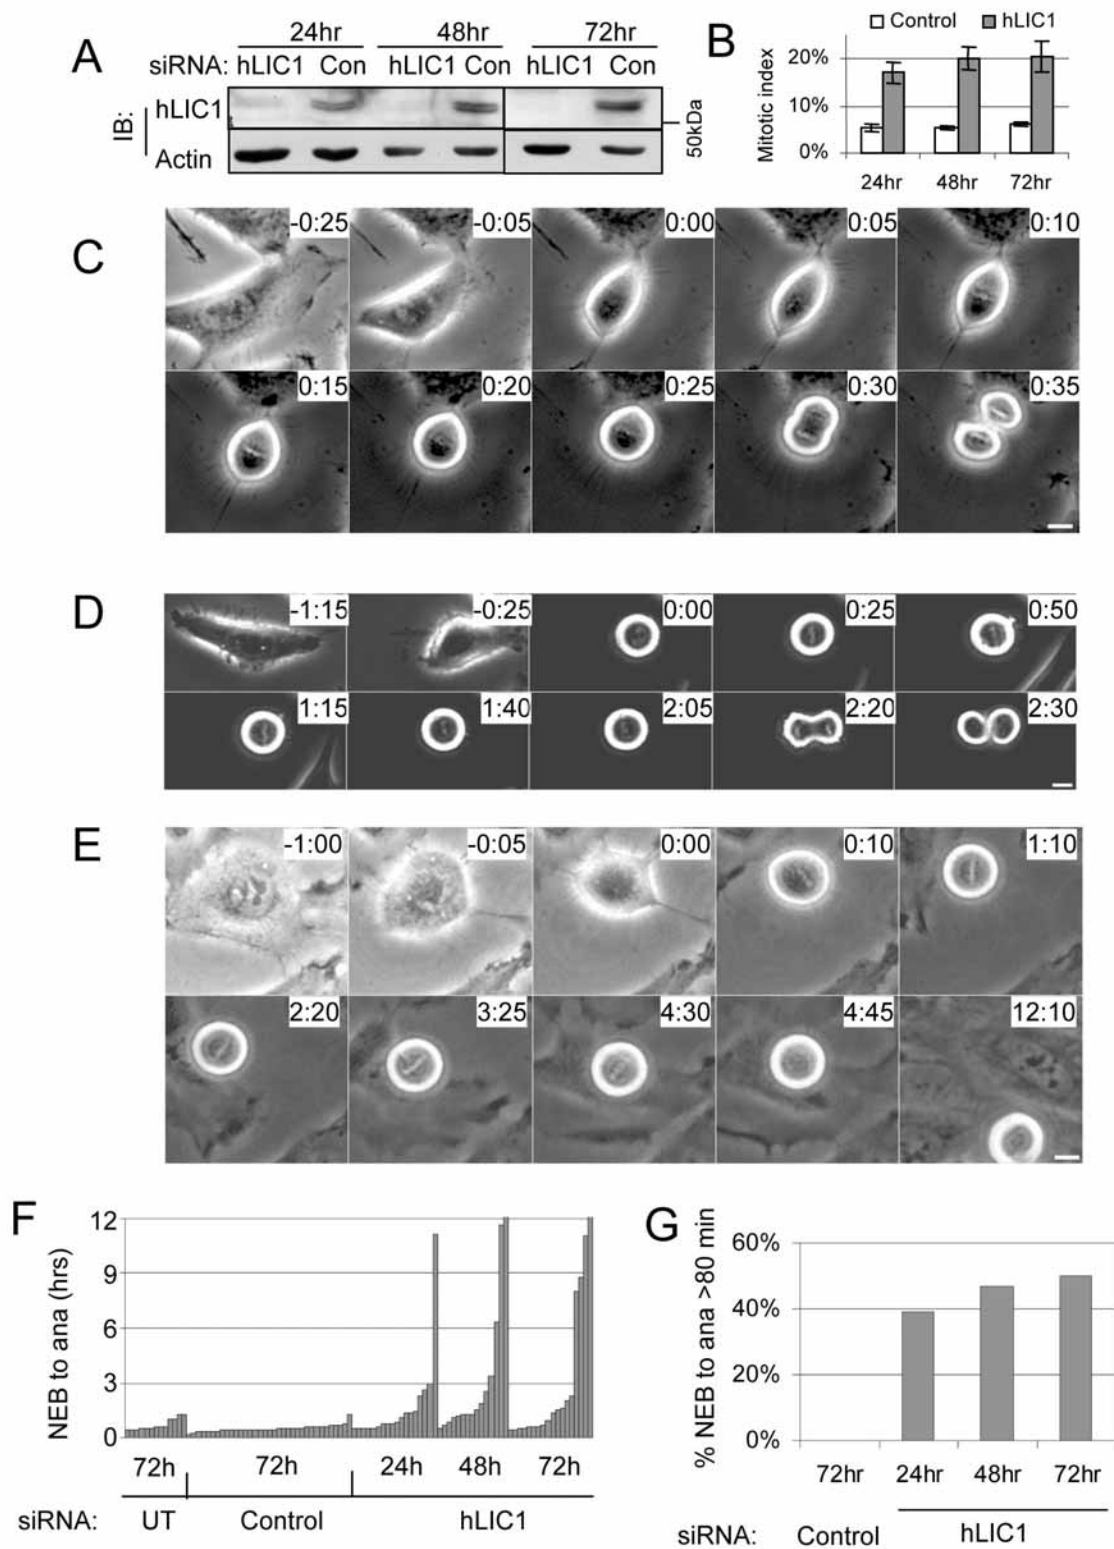 A
24hr 48hr 72hr
siRNA: hLIC1 Con hLIC1 Con hLIC1 Con
IB:
hLIC1
Actin
50kDa
B
Control hLIC1
Mitotic index
20%
10%
0%
24hr 48hr 72hr
C
-0:25 -0:05 0:00 0:05 0:10
0:15 0:20 0:25 0:30 0:35
D
-1:15 -0:25 0:00 0:25 0:50
1:15 1:40 2:05 2:20 2:30
E
-1:00 -0:05 0:00 0:10 1:10
2:20 3:25 4:30 4:45 12:10
F
NEB to ana (hrs)
12
9
6
3
0
72h 72h 24h 48h 72h
siRNA: UT Control hLIC1
G
% NEB to ana >80 min
60%
40%
20%
0%
72hr 24hr 48hr 72hr
siRNA: Control hLIC1